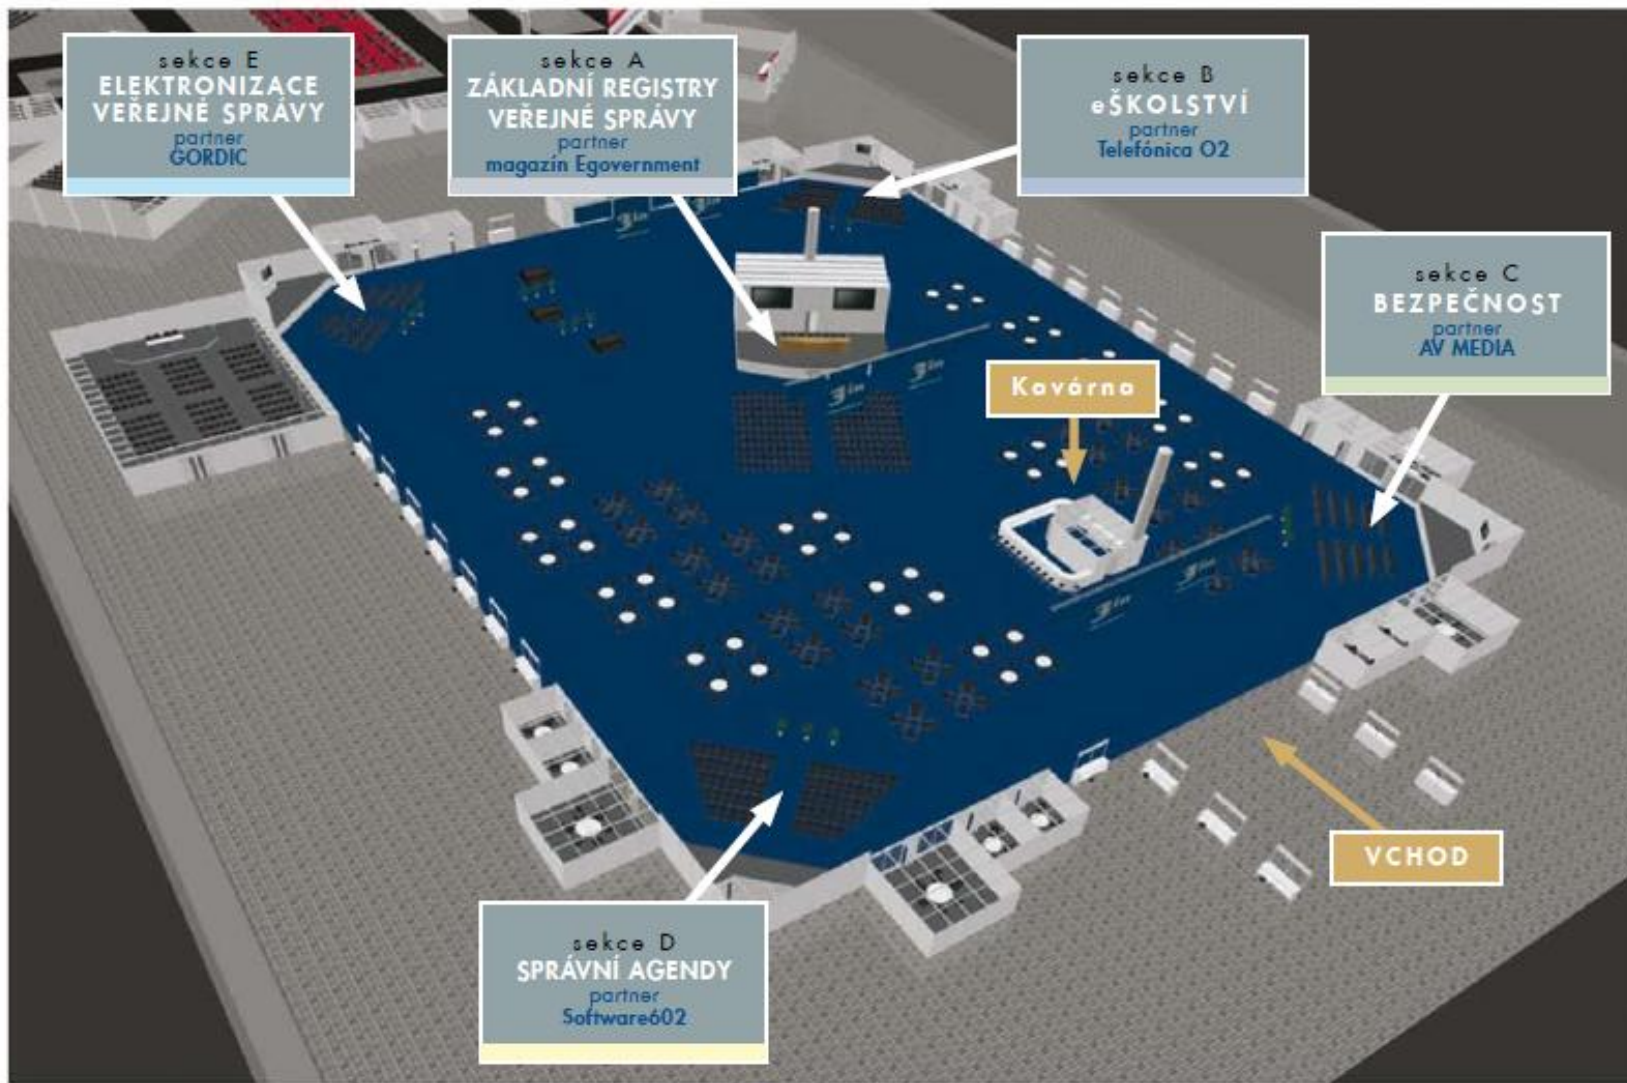 sekce E
ELEKTRONIZACE
VEŘEJNÉ SPRÁVY
partner
GORDIC
sekce A
ZÁKLADNÍ REGISTRY
VEŘEJNÉ SPRÁVY
partner
magazín Egovernment
sekce B
eŠKOLSTVÍ
partner
Telefónica O2
sekce C
BEZPEČNOST
partner
AV MEDIA
Kavárna
VCHOD
sekce D
SPRÁVNÍ AGENDY
partner
Software602